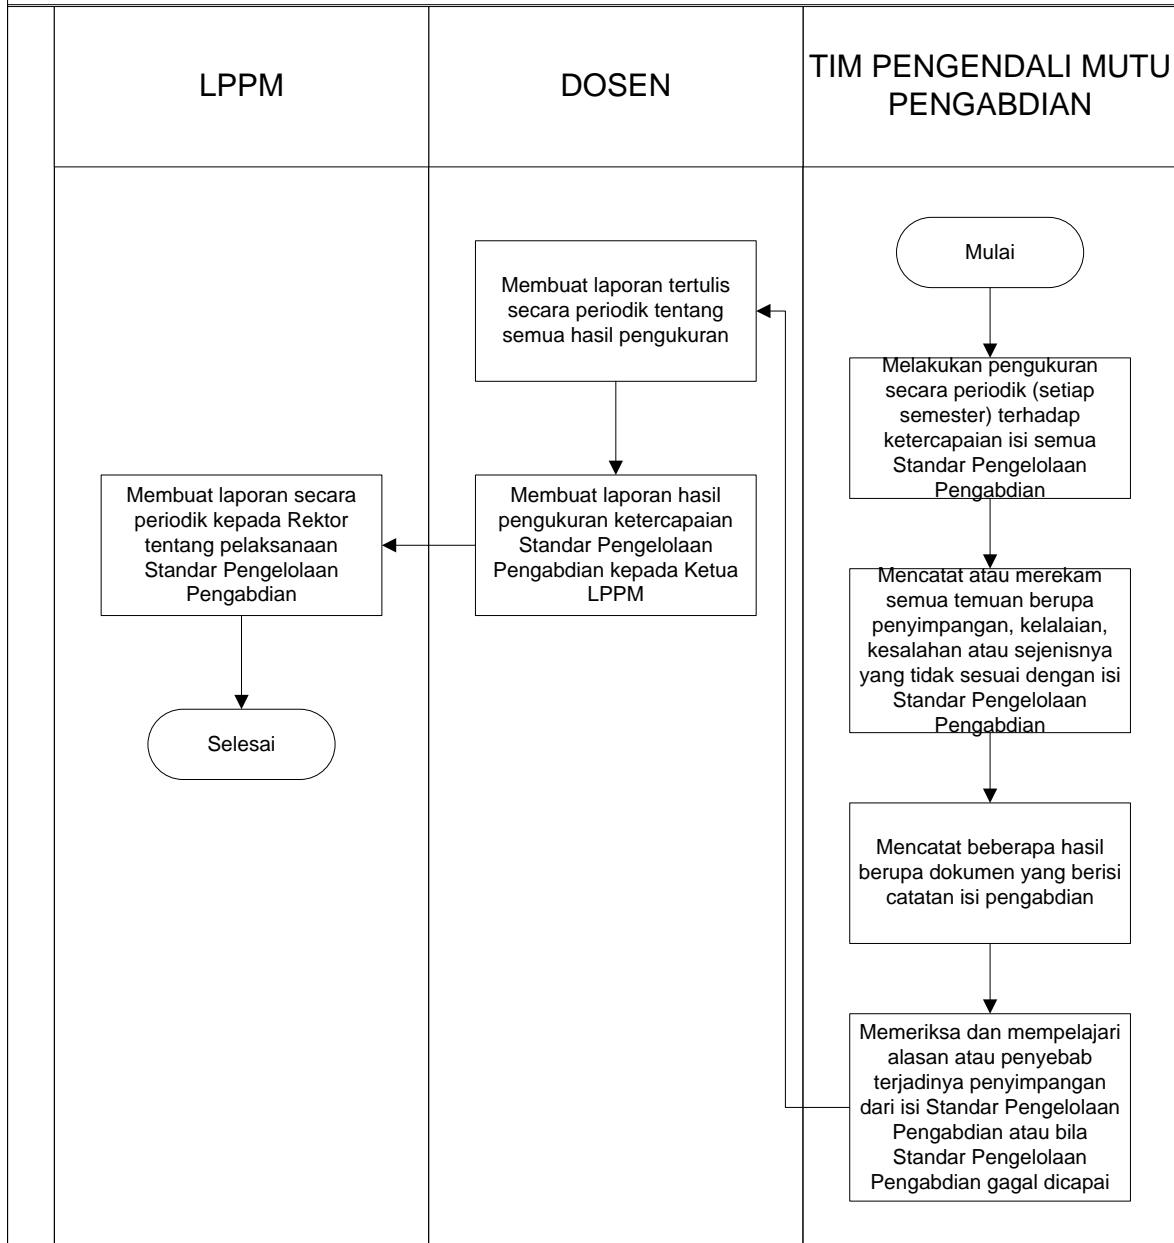 LPPM
DOSEN
TIM PENGENDALI MUTU
PENGABDIAN
Mulai
Melakukan pengukuran
secara periodik (setiap
semester) terhadap
ketercapaian isi semua
Standar Pengelolaan
Pengabdian
Mencatat atau merekam
semua temuan berupa
penyimpangan, kelalaian,
kesalahan atau sejenisnya
yang tidak sesuai dengan isi
Standar Pengelolaan
Pengabdian
Mencatat beberapa hasil
berupa dokumen yang berisi
catatan isi pengabdian
Memeriksa dan mempelajari
alasan atau penyebab
terjadinya penyimpangan
dari isi Standar Pengelolaan
Pengabdian atau bila
Standar Pengelolaan
Pengabdian gagal dicapai
Membuat laporan tertulis
secara periodik tentang
semua hasil pengukuran
Membuat laporan hasil
pengukuran ketercapaian
Standar Pengelolaan
Pengabdian kepada Ketua
LPPM
Membuat laporan secara
periodik kepada Rektor
tentang pelaksanaan
Standar Pengelolaan
Pengabdian
Selesai